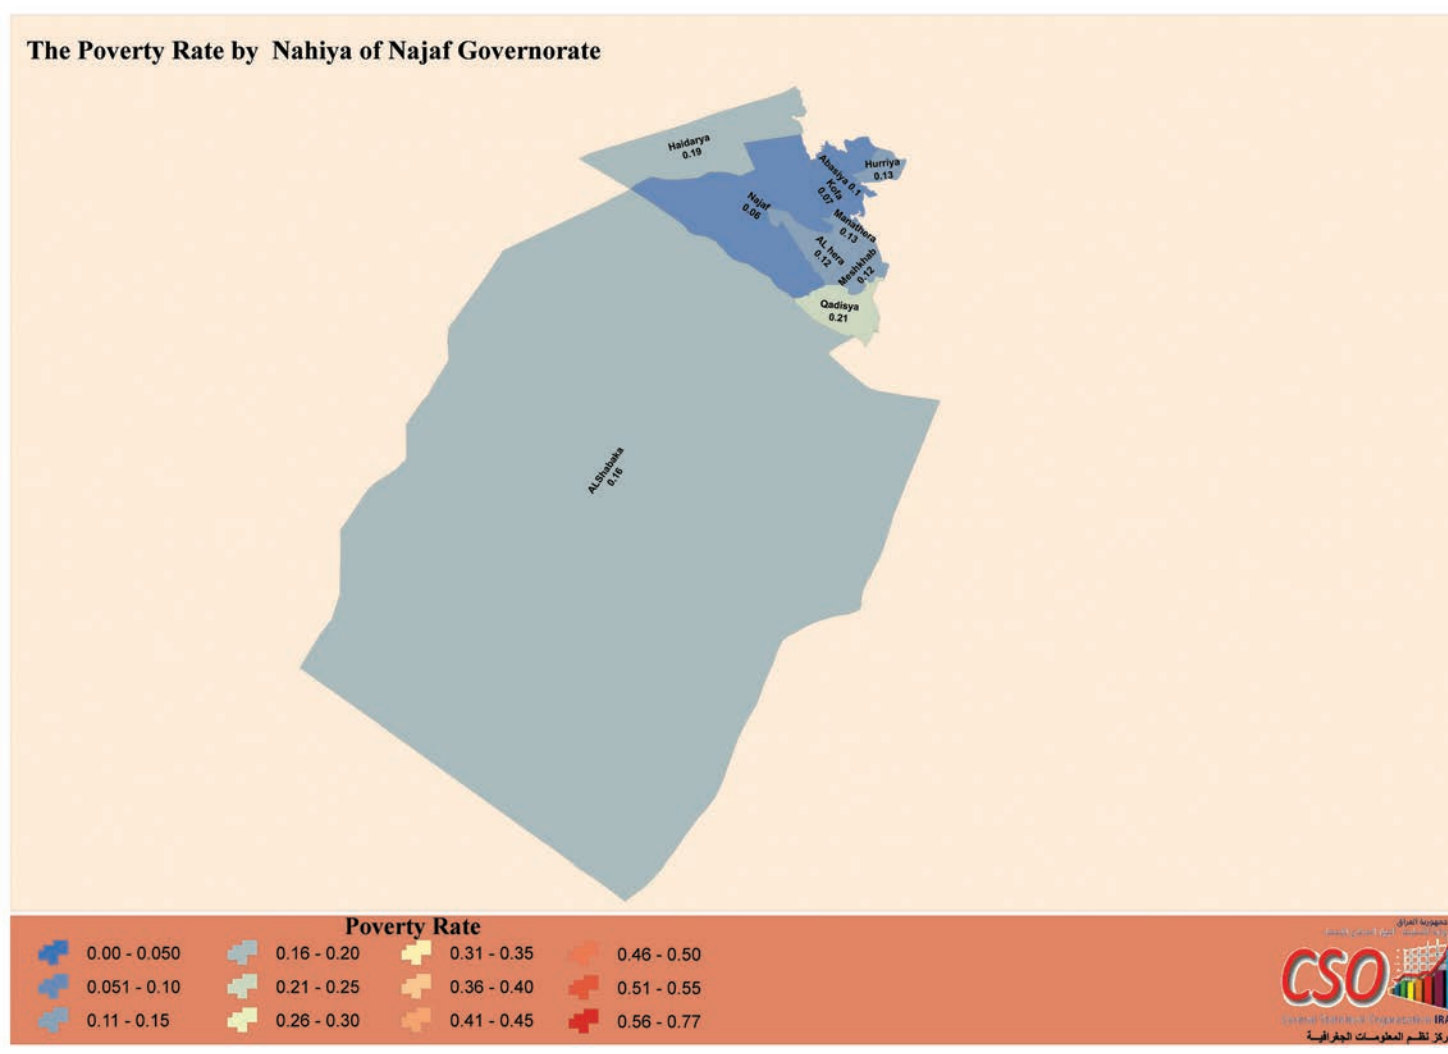 The Poverty Rate by Nahiya of Najaf Governorate
Haidarya
0.19
Hurriya
0.13
Abasiya 0.1
Kofa
0.07
Najaf
0.06
Manathera
0.13
AL hera
0.12
Meshkhab
0.12
Qadisya
0.21
ALShabaka
0.16
Poverty Rate
0.00 - 0.050
0.051 - 0.10
0.11 - 0.15
0.16 - 0.20
0.21 - 0.25
0.26 - 0.30
0.31 - 0.35
0.36 - 0.40
0.41 - 0.45
0.46 - 0.50
0.51 - 0.55
0.56 - 0.77
جمهورية العراق
CSO
Central Statistical Organization IRA
ركز نظم المعلومات الجغرافية